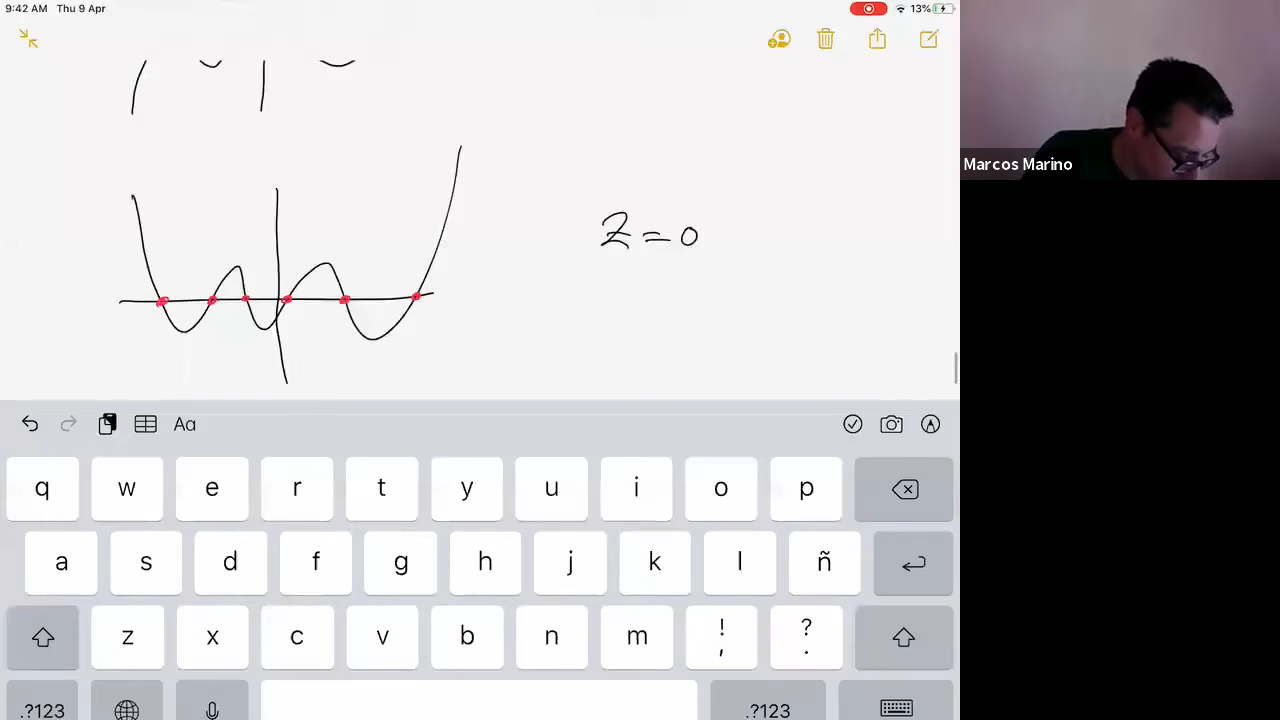 9:42 AM Thu 9 Apr 13%
Marcos Marino
Z=0
Aa
q w e r t y u i o p
a s d f g h j k l ñ
z x c v b n m ! , ? .
.?123 .?123